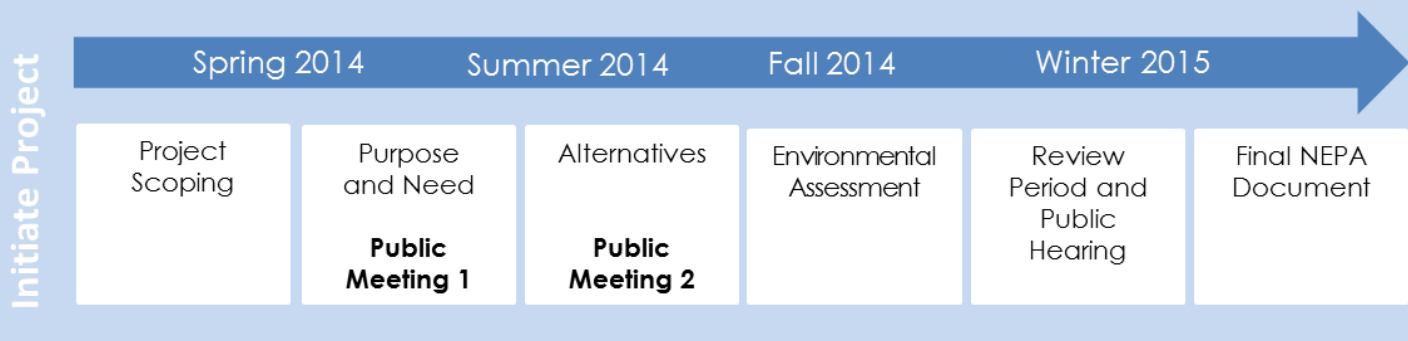 Initiate Project
Spring 2014
Summer 2014
Fall 2014
Winter 2015
Project
Scoping
Purpose
and Need
Public
Meeting 1
Alternatives
Public
Meeting 2
Environmental
Assessment
Review
Period and
Public
Hearing
Final NEPA
Document